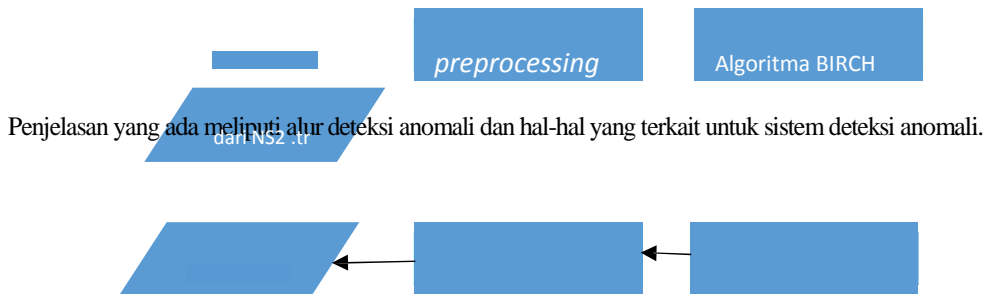 preprocessing
Algoritma BIRCH
Penjelasan yang ada meliputi alur deteksi anomali dan hal-hal yang terkait untuk sistem deteksi anomali.
dari NS2 .tr